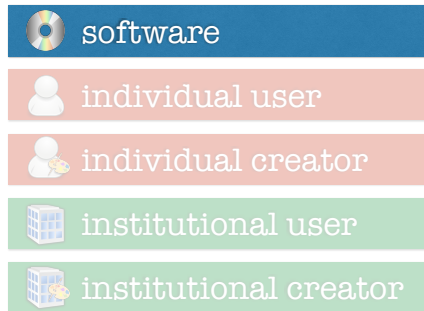 software
individual user
individual creator
institutional user
institutional creator